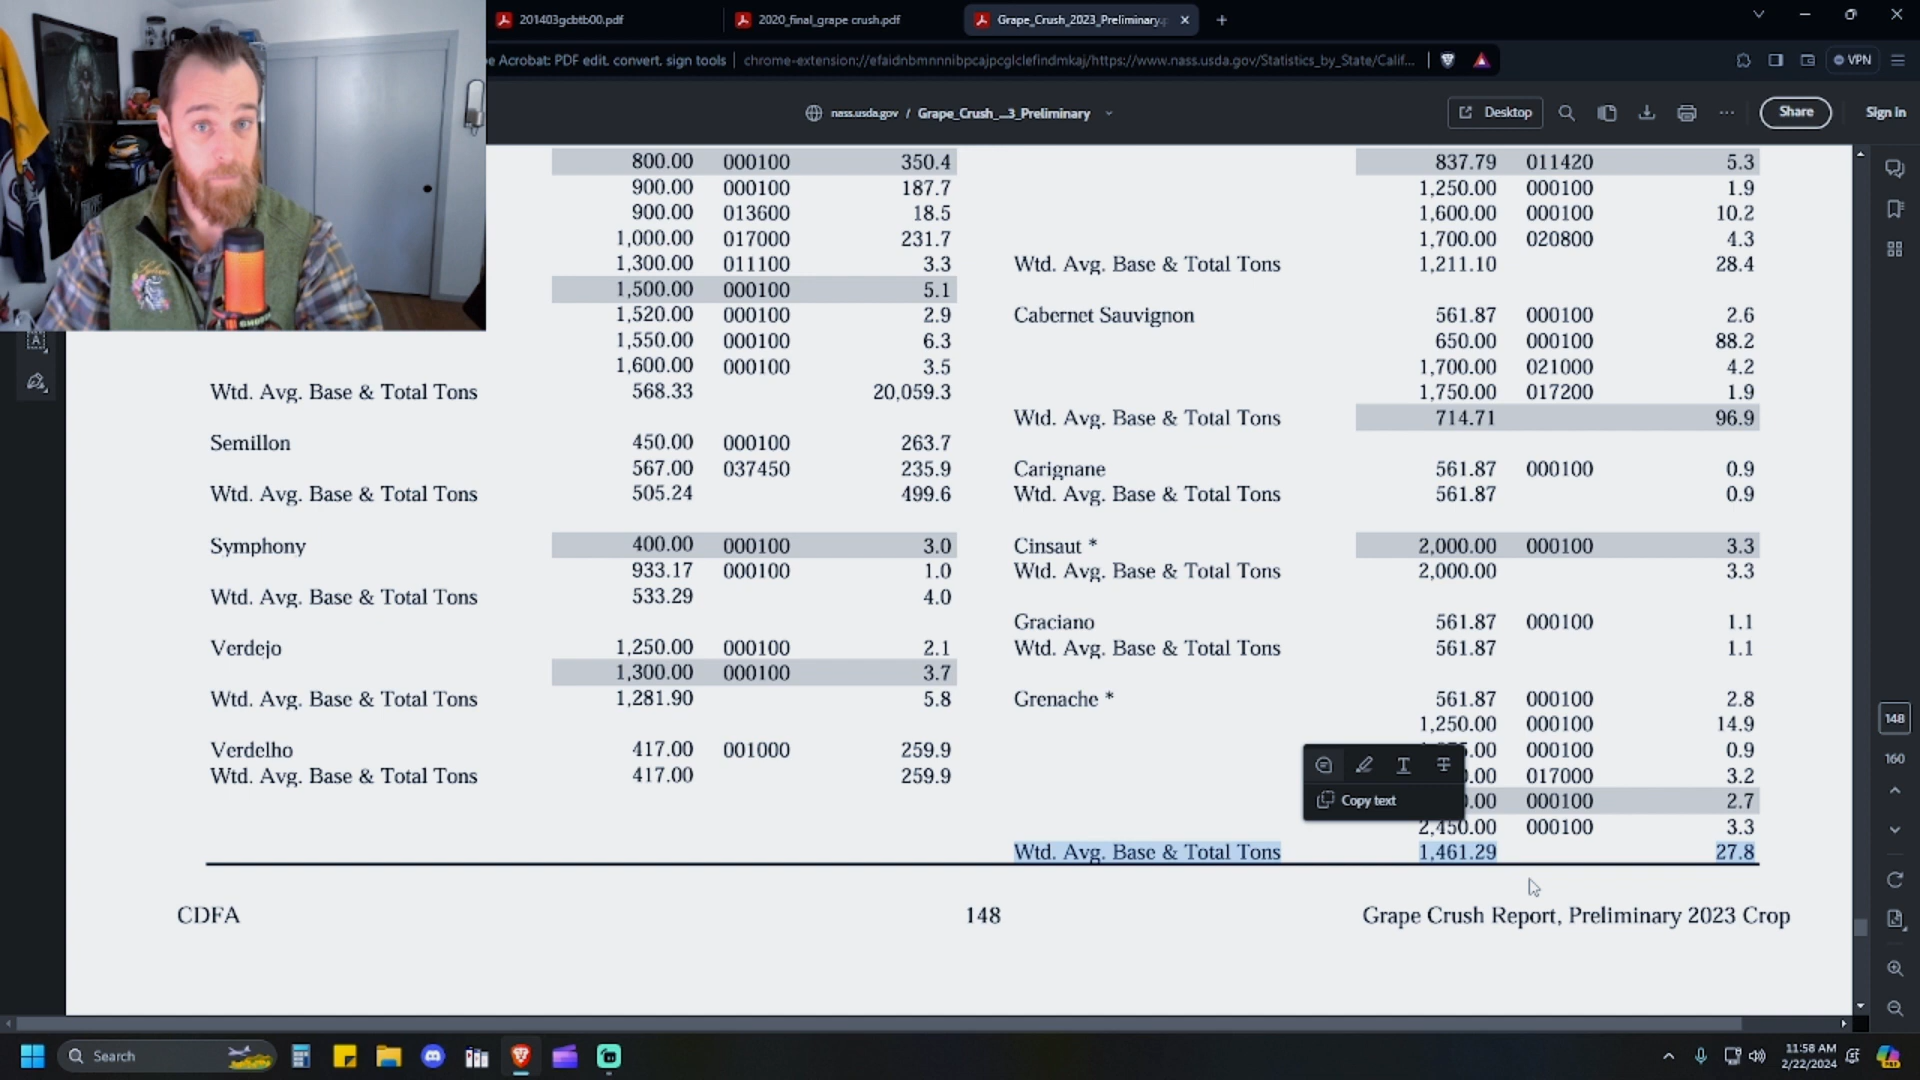 201403gcbtb00.pdf
2020_final_grape crush.pdf
Grape_Crush_2023_Preliminary.
e Acrobat: PDF edit, convert, sign tools
chrome-extension://efaidnbmnnnibpcajpcglclefindmkaj/https://www.nass.usda.gov/Statistics_by_State/Calif...
VPN
nass.usda.gov / Grape_Crush_...3_Preliminary
Desktop
Share
Sign in
800.00 000100 350.4
900.00 000100 187.7
900.00 013600 18.5
1,000.00 017000 231.7
1,300.00 011100 3.3
1,500.00 000100 5.1
1,520.00 000100 2.9
1,550.00 000100 6.3
1,600.00 000100 3.5
Wtd. Avg. Base & Total Tons 568.33 20,059.3
Semillon 450.00 000100 263.7
567.00 037450 235.9
Wtd. Avg. Base & Total Tons 505.24 499.6
Symphony 400.00 000100 3.0
933.17 000100 1.0
Wtd. Avg. Base & Total Tons 533.29 4.0
Verdejo 1,250.00 000100 2.1
1,300.00 000100 3.7
Wtd. Avg. Base & Total Tons 1,281.90 5.8
Verdelho 417.00 001000 259.9
Wtd. Avg. Base & Total Tons 417.00 259.9
837.79 011420 5.3
1,250.00 000100 1.9
1,600.00 000100 10.2
1,700.00 020800 4.3
Wtd. Avg. Base & Total Tons 1,211.10 28.4
Cabernet Sauvignon 561.87 000100 2.6
650.00 000100 88.2
1,700.00 021000 4.2
1,750.00 017200 1.9
Wtd. Avg. Base & Total Tons 714.71 96.9
Carignane 561.87 000100 0.9
Wtd. Avg. Base & Total Tons 561.87 0.9
Cinsaut * 2,000.00 000100 3.3
Wtd. Avg. Base & Total Tons 2,000.00 3.3
Graciano 561.87 000100 1.1
Wtd. Avg. Base & Total Tons 561.87 1.1
Grenache * 561.87 000100 2.8
1,250.00 000100 14.9
.00 000100 0.9
.00 017000 3.2
.00 000100 2.7
2,450.00 000100 3.3
Wtd. Avg. Base & Total Tons 1,461.29 27.8
Copy text
CDFA 148 Grape Crush Report, Preliminary 2023 Crop
148
160
Search
11:58 AM
2/22/2024